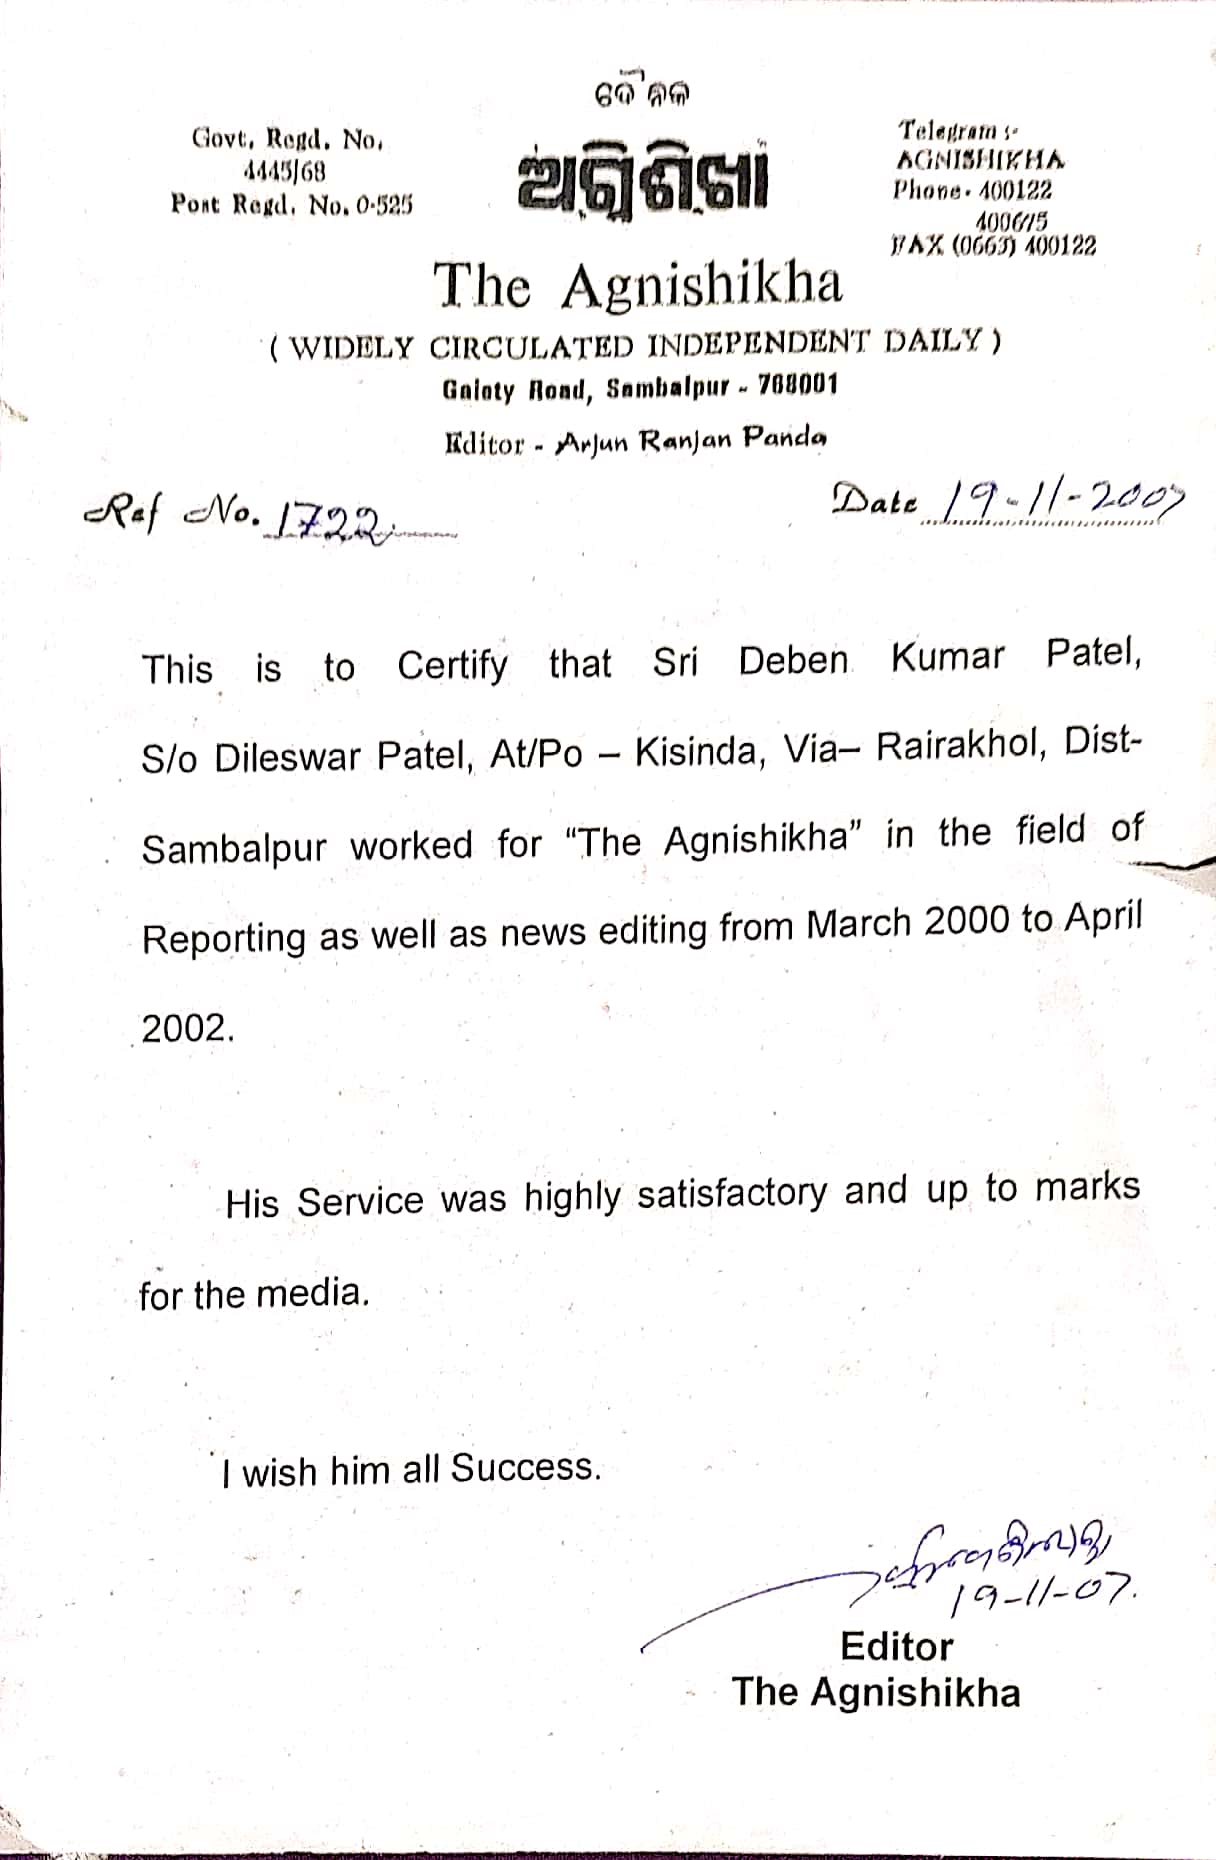 ଦୈନିକ
ଅଗ୍ନିଶିଖା
Govt. Regd. No.
4445/68
Post Regd. No. O-525
Telegram :-
AGNISHIKHA
Phone- 400122
400675
FAX (0663) 400122
The Agnishikha
( WIDELY CIRCULATED INDEPENDENT DAILY )
Gaiety Road, Sambalpur - 768001
Editor - Arjun Ranjan Panda
Ref No. 1722
Date 19-11-2007
This is to Certify that Sri Deben Kumar Patel,
S/o Dileswar Patel, At/Po – Kisinda, Via– Rairakhol, Dist-
Sambalpur worked for “The Agnishikha” in the field of
Reporting as well as news editing from March 2000 to April
2002.
His Service was highly satisfactory and up to marks
for the media.
I wish him all Success.
19-11-07.
Editor
The Agnishikha